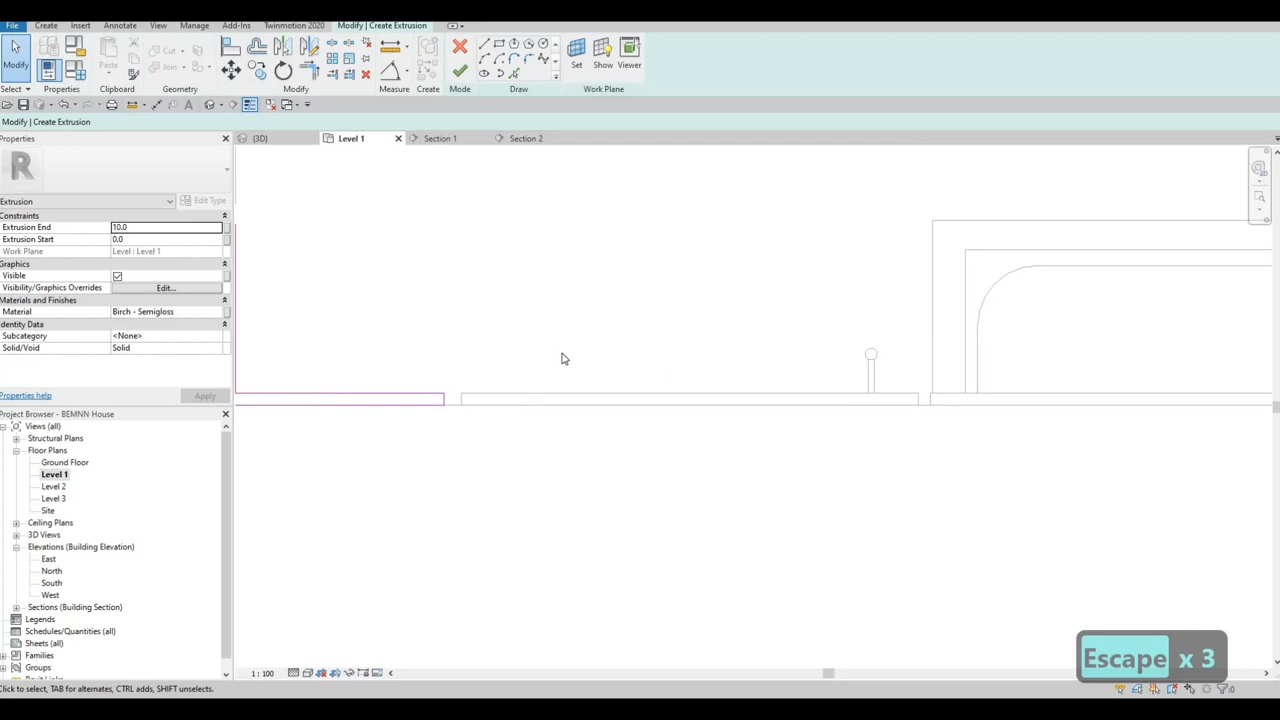 File Create Insert Annotate View Manage Add-Ins Twinmotion 2020 Modify | Create Extrusion
Modify Paste Cut Join Create Set Show Viewer
Select Properties Clipboard Geometry Modify Measure Create Mode Draw Work Plane
Modify | Create Extrusion
Properties
{3D} Level 1 Section 1 Section 2
R
Extrusion Edit Type
Constraints
Extrusion End 10.0
Extrusion Start 0.0
Work Plane Level : Level 1
Graphics
Visible
Visibility/Graphics Overrides Edit...
Materials and Finishes
Material Birch - Semigloss
Identity Data
Subcategory <None>
Solid/Void Solid
Properties help Apply
Project Browser - BEMNN House
Views (all)
Structural Plans
Floor Plans
Ground Floor
Level 1
Level 2
Level 3
Site
Ceiling Plans
3D Views
Elevations (Building Elevation)
East
North
South
West
Sections (Building Section)
Legends
Schedules/Quantities (all)
Sheets (all)
Families
Groups
1 : 100
Click to select, TAB for alternates, CTRL adds, SHIFT unselects.
:0
Escape x 3